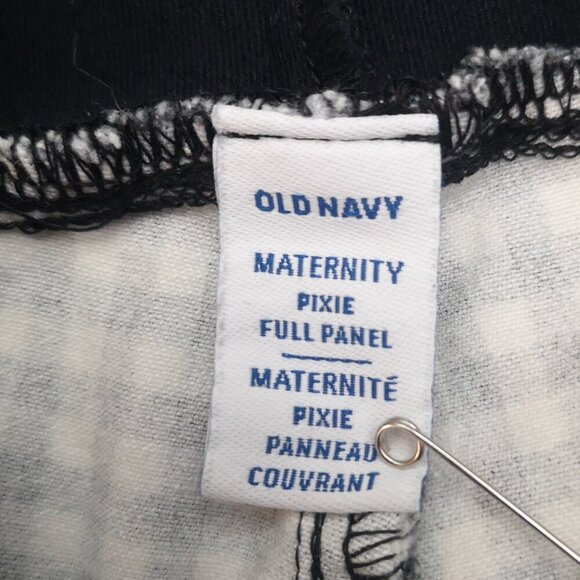 OLD NAVY
MATERNITY
PIXIE
FULL PANEL
MATERNITÉ
PIXIE
PANNEAU
COUVRANT